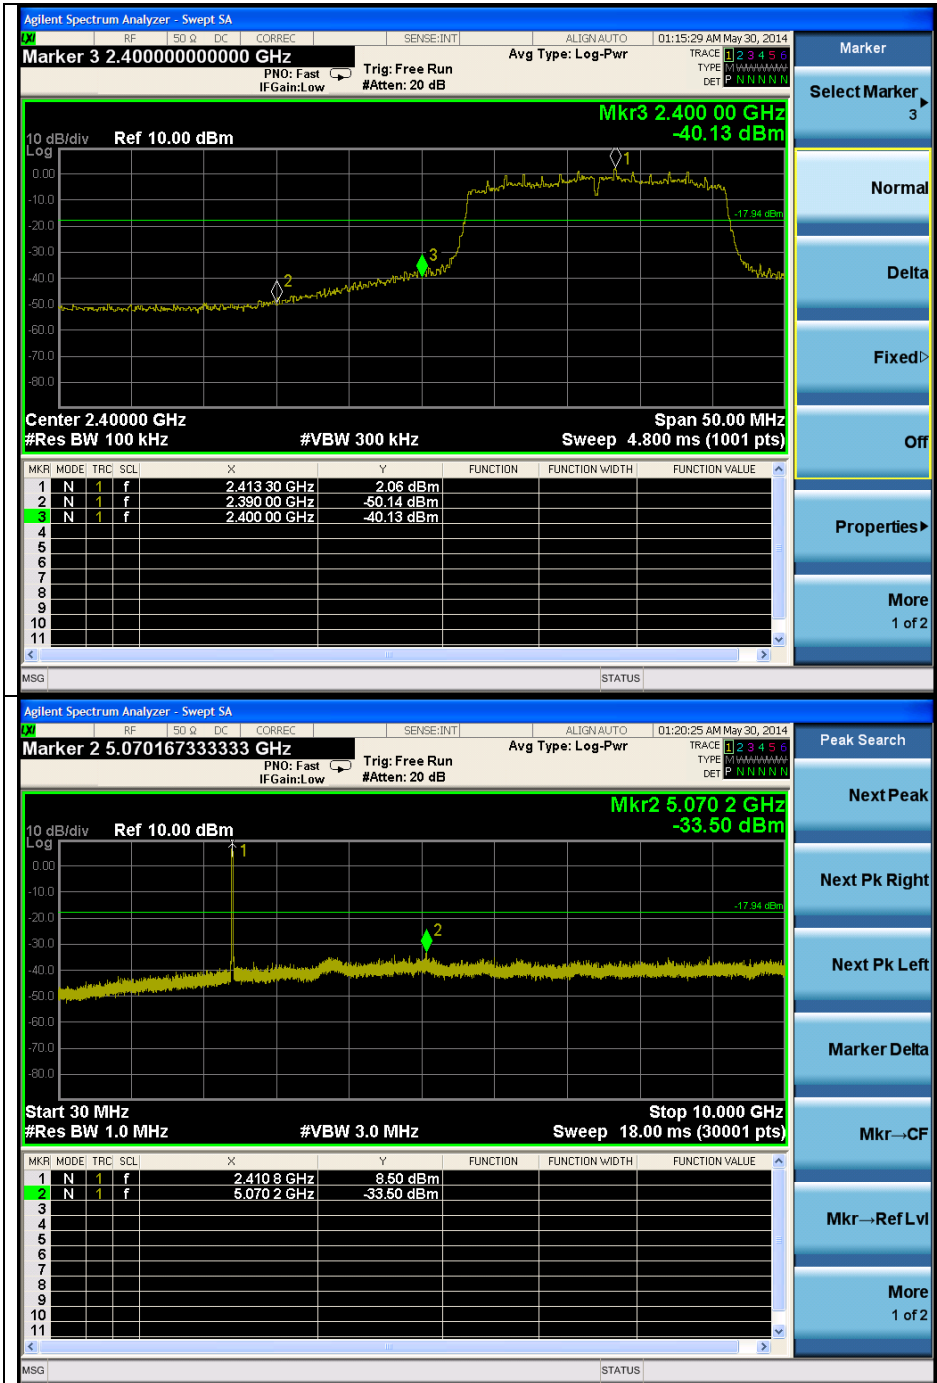 Agilent Spectrum Analyzer - Swept SA
LXI RF 50 Ω DC CORREC SENSE:INT ALIGN AUTO 01:15:29 AM May 30, 2014
Marker 3 2.400000000000 GHz
PNO: Fast
IFGain:Low
Trig: Free Run
#Atten: 20 dB
Avg Type: Log-Pwr
TRACE 1 2 3 4 5 6
TYPE M
DET P N N N N N
Mkr3 2.400 00 GHz
-40.13 dBm
10 dB/div Ref 10.00 dBm
Log
1
0.00
-10.0
-17.94 dBm
-20.0
-30.0
3
-40.0
2
-50.0
-60.0
-70.0
-80.0
Center 2.40000 GHz Span 50.00 MHz
#Res BW 100 kHz #VBW 300 kHz Sweep 4.800 ms (1001 pts)
MKR MODE TRC SCL X Y FUNCTION FUNCTION WIDTH FUNCTION VALUE
1 N 1 f 2.413 30 GHz 2.06 dBm
2 N 1 f 2.390 00 GHz -50.14 dBm
3 N 1 f 2.400 00 GHz -40.13 dBm
4
5
6
7
8
9
10
11
MSG STATUS
Marker
Select Marker
3
Normal
Delta
Fixed
Off
Properties
More
1 of 2
Agilent Spectrum Analyzer - Swept SA
LXI RF 50 Ω DC CORREC SENSE:INT ALIGN AUTO 01:20:25 AM May 30, 2014
Marker 2 5.070167333333 GHz
PNO: Fast
IFGain:Low
Trig: Free Run
#Atten: 20 dB
Avg Type: Log-Pwr
TRACE 1 2 3 4 5 6
TYPE M
DET P N N N N N
Mkr2 5.070 2 GHz
-33.50 dBm
10 dB/div Ref 10.00 dBm
Log
1
0.00
-10.0
-17.94 dBm
-20.0
2
-30.0
-40.0
-50.0
-60.0
-70.0
-80.0
Start 30 MHz Stop 10.000 GHz
#Res BW 1.0 MHz #VBW 3.0 MHz Sweep 18.00 ms (30001 pts)
MKR MODE TRC SCL X Y FUNCTION FUNCTION WIDTH FUNCTION VALUE
1 N 1 f 2.410 8 GHz 8.50 dBm
2 N 1 f 5.070 2 GHz -33.50 dBm
3
4
5
6
7
8
9
10
11
MSG STATUS
Peak Search
Next Peak
Next Pk Right
Next Pk Left
Marker Delta
Mkr→CF
Mkr→Ref Lvl
More
1 of 2